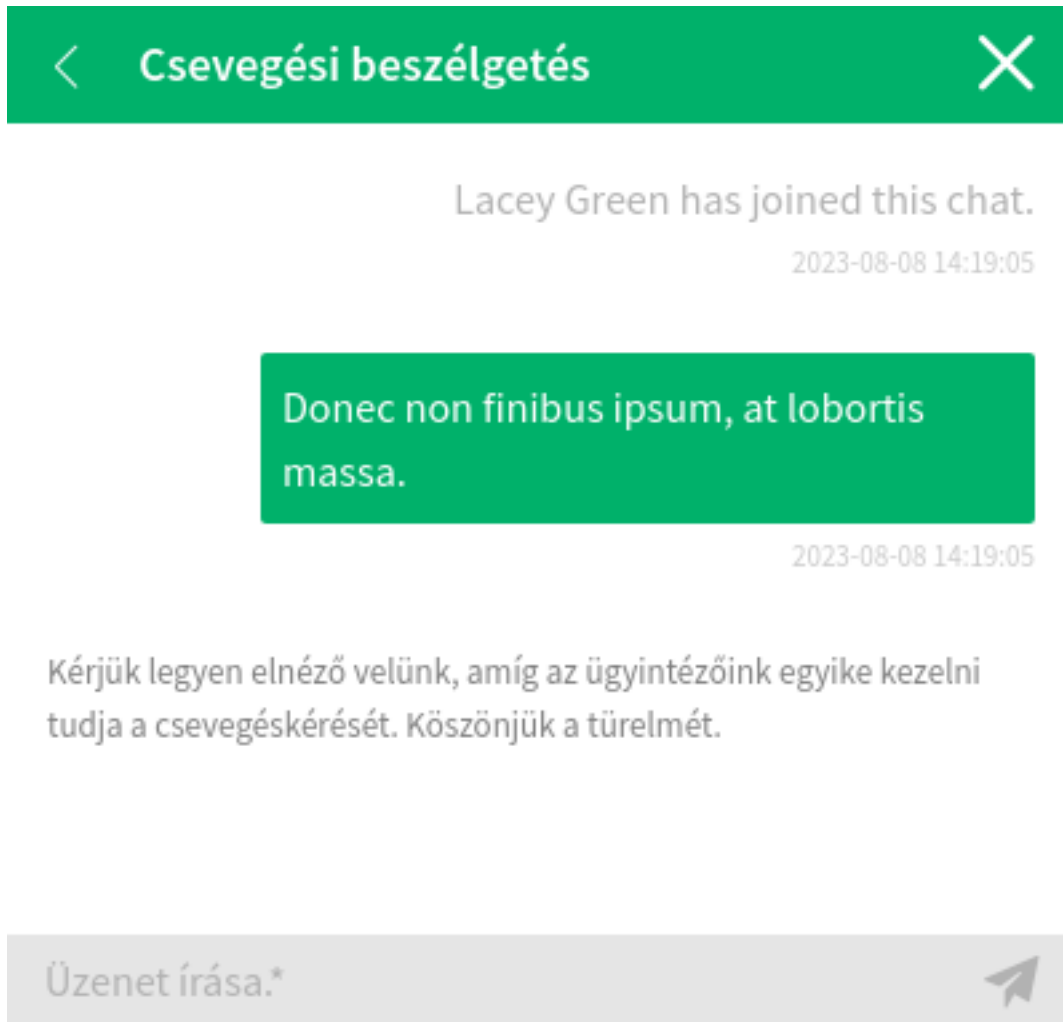 Csevegési beszélgetés
Lacey Green has joined this chat.
2023-08-08 14:19:05
Donec non finibus ipsum, at lobortis
massa.
2023-08-08 14:19:05
Kérjük legyen elnéző velünk, amíg az ügyintézőink egyike kezelni
tudja a csevegéskérését. Köszönjük a türelmét.
Üzenet írása.*